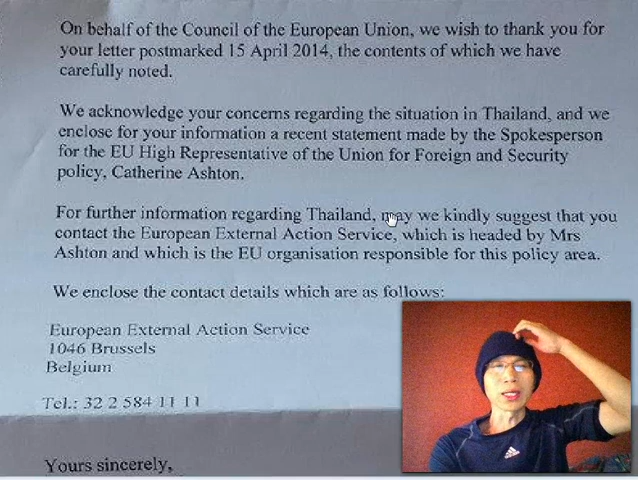 On behalf of the Council of the European Union, we wish to thank you for
your letter postmarked 15 April 2014, the contents of which we have
carefully noted.
We acknowledge your concerns regarding the situation in Thailand, and we
enclose for your information a recent statement made by the Spokesperson
for the EU High Representative of the Union for Foreign and Security
policy, Catherine Ashton.
For further information regarding Thailand, may we kindly suggest that you
contact the European External Action Service, which is headed by Mrs
Ashton and which is the EU organisation responsible for this policy area.
We enclose the contact details which are as follows:
European External Action Service
1046 Brussels
Belgium
Tel.: 32 2 584 11 11
Yours sincerely,